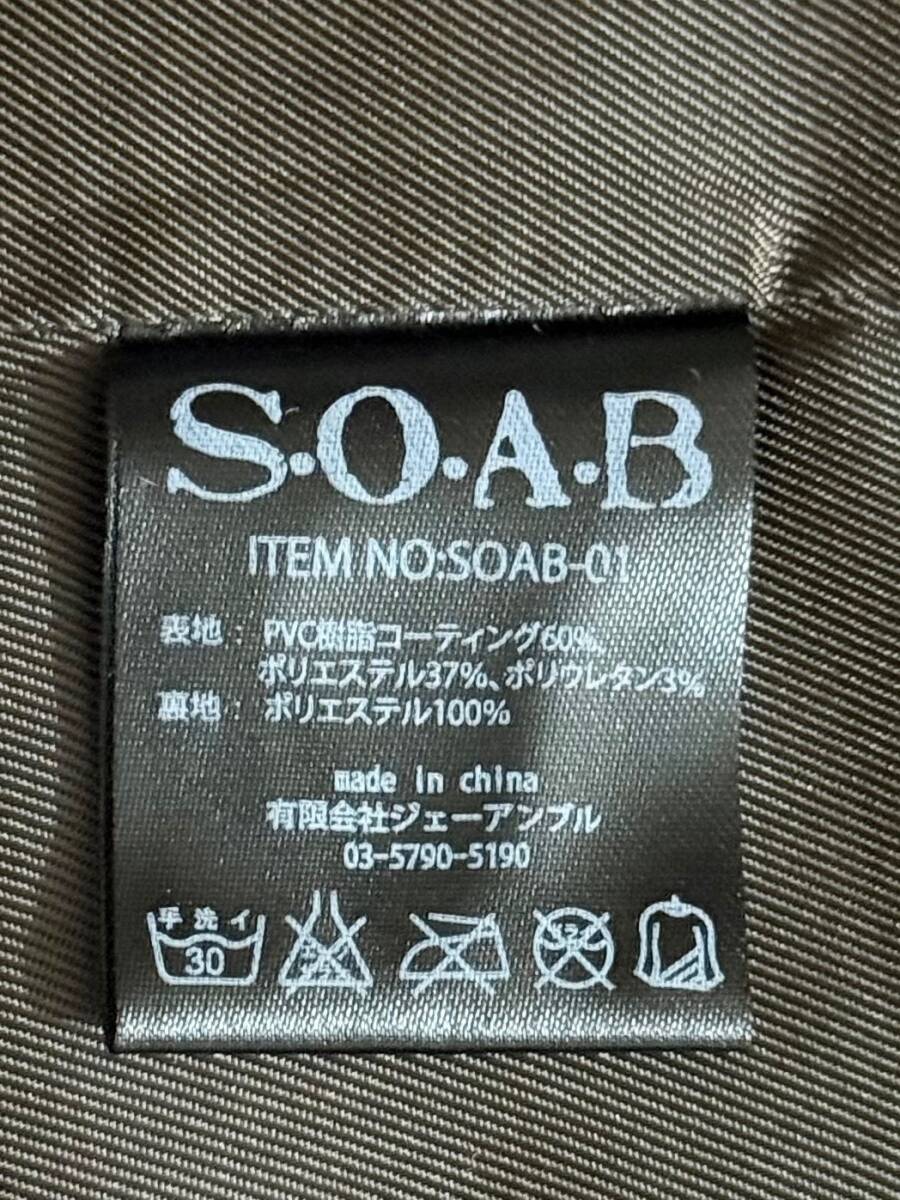 S.O.A.B
ITEM NO:SOAB-01
表地： PVC樹脂コーティング60%、
ポリエステル37%、ポリウレタン3%
裏地： ポリエステル100%
made in china
有限会社ジェーアンブル
03-5790-5190
手洗イ
30